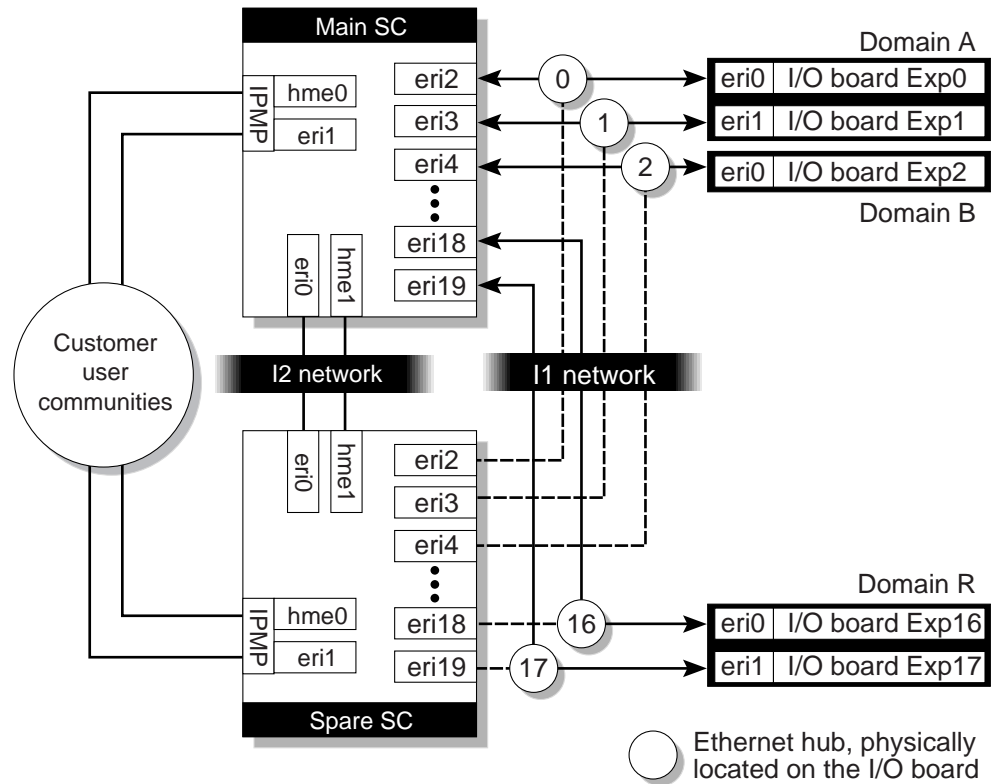 Main SC
Domain A
IPMP
hme0
eri1
eri2
0
eri0 I/O board Exp0
eri3
1
eri1 I/O board Exp1
eri4
2
eri0 I/O board Exp2
Domain B
eri18
eri19
eri0
hme1
Customer
user
communities
I2 network
I1 network
eri0
hme1
eri2
eri3
eri4
Domain R
IPMP
hme0
eri1
eri18
16
eri0 I/O board Exp16
eri19
17
eri1 I/O board Exp17
Spare SC
Ethernet hub, physically
located on the I/O board